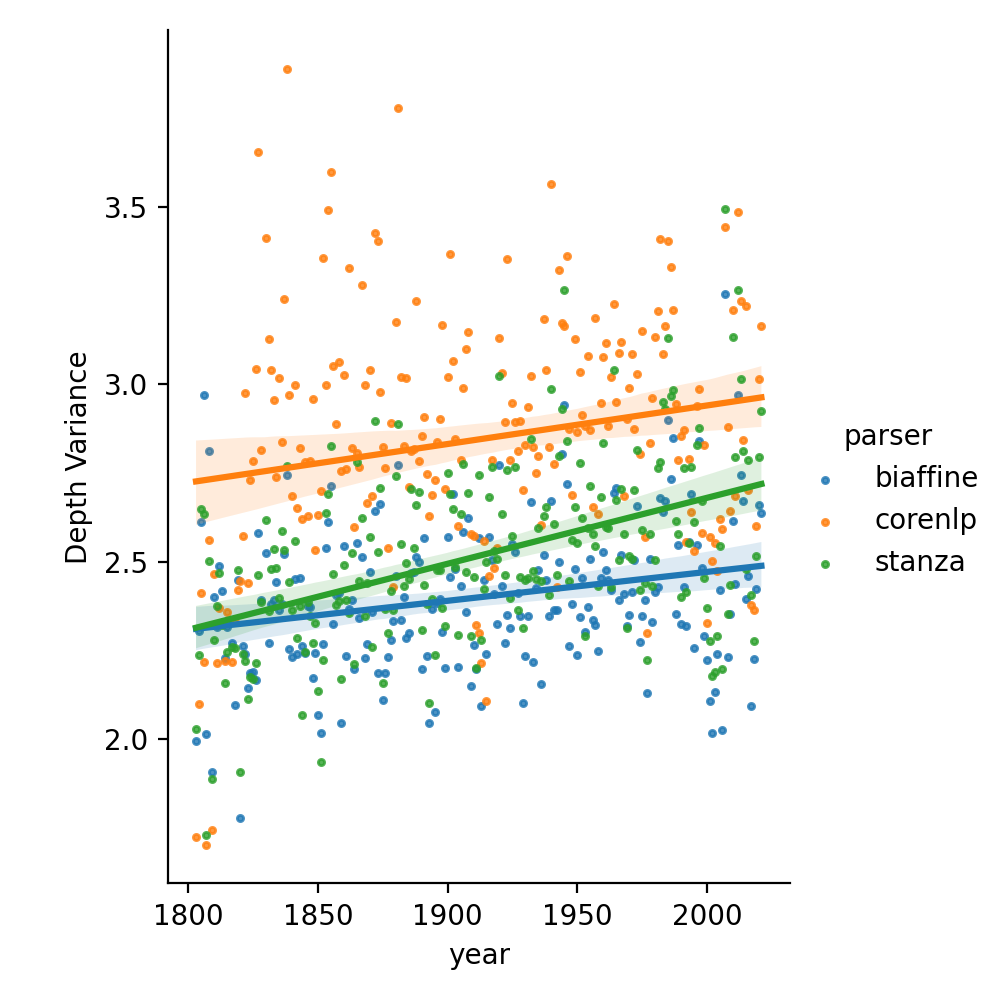 3.5
3.0
2.5
2.0
Depth Variance
1800 1850 1900 1950 2000
year
parser
biaffine
corenlp
stanza